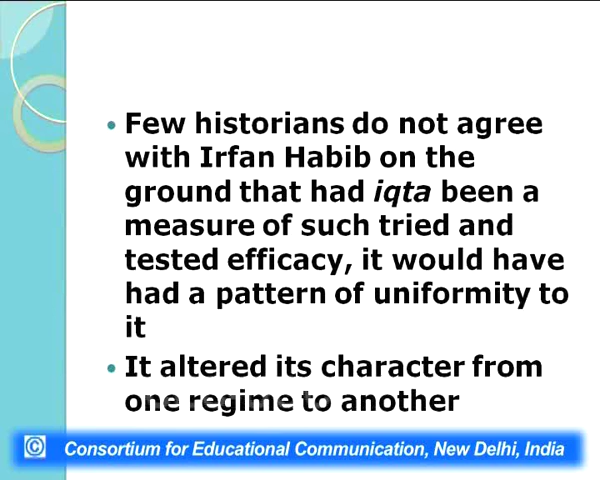 • Few historians do not agree
with Irfan Habib on the
ground that had iqta been a
measure of such tried and
tested efficacy, it would have
had a pattern of uniformity to
it
• It altered its character from
one regime to another
© Consortium for Educational Communication, New Delhi, India